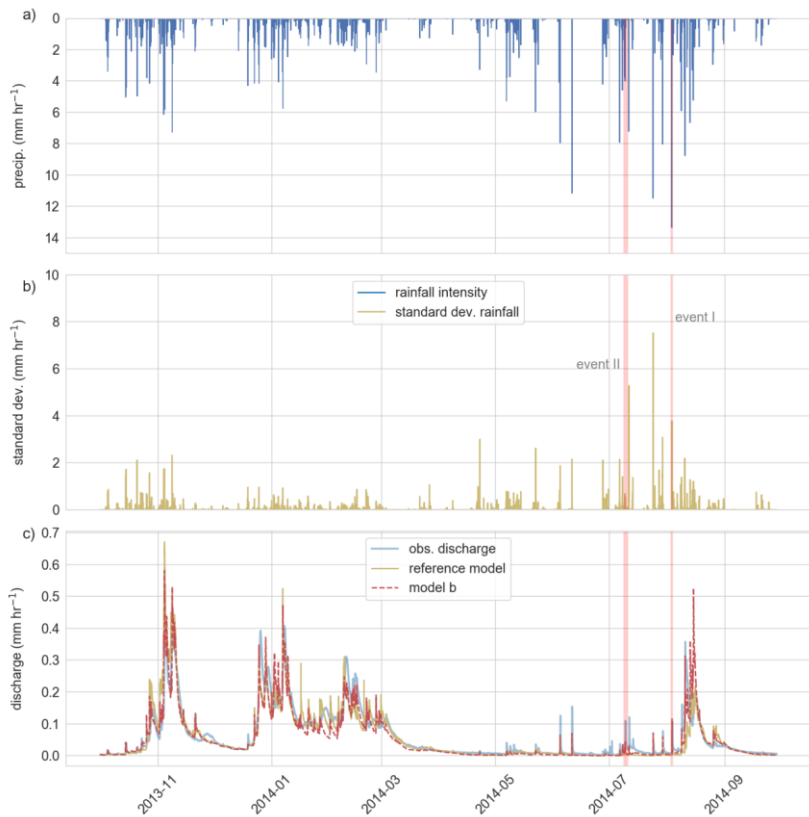 a)
0
2
4
6
8
10
12
14
precip. (mm hr⁻¹)
b)
10
8
6
4
2
0
standard dev. (mm hr⁻¹)
rainfall intensity
standard dev. rainfall
event I
event II
c)
0.7
0.6
0.5
0.4
0.3
0.2
0.1
0.0
discharge (mm hr⁻¹)
obs. discharge
reference model
model b
2013-11
2014-01
2014-03
2014-05
2014-07
2014-09